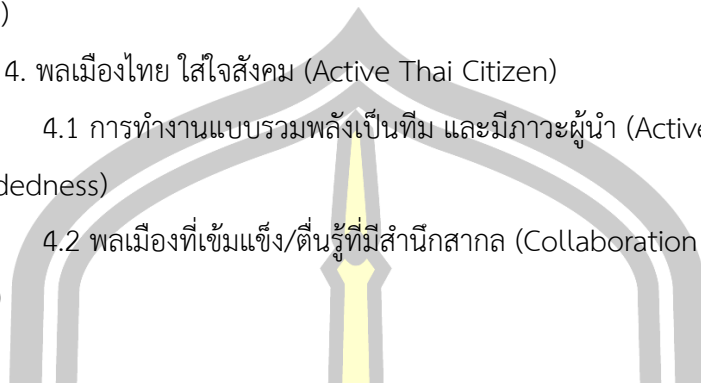 )
4. พลเมืองไทย ใส่ใจสังคม (Active Thai Citizen)
4.1 การทำงานแบบรวมพลังเป็นทีม และมีภาวะผู้นำ (Active
dedness)
4.2 พลเมืองที่เข้มแข็ง/ตื่นรู้ที่มีสำนึกสากล (Collaboration
)